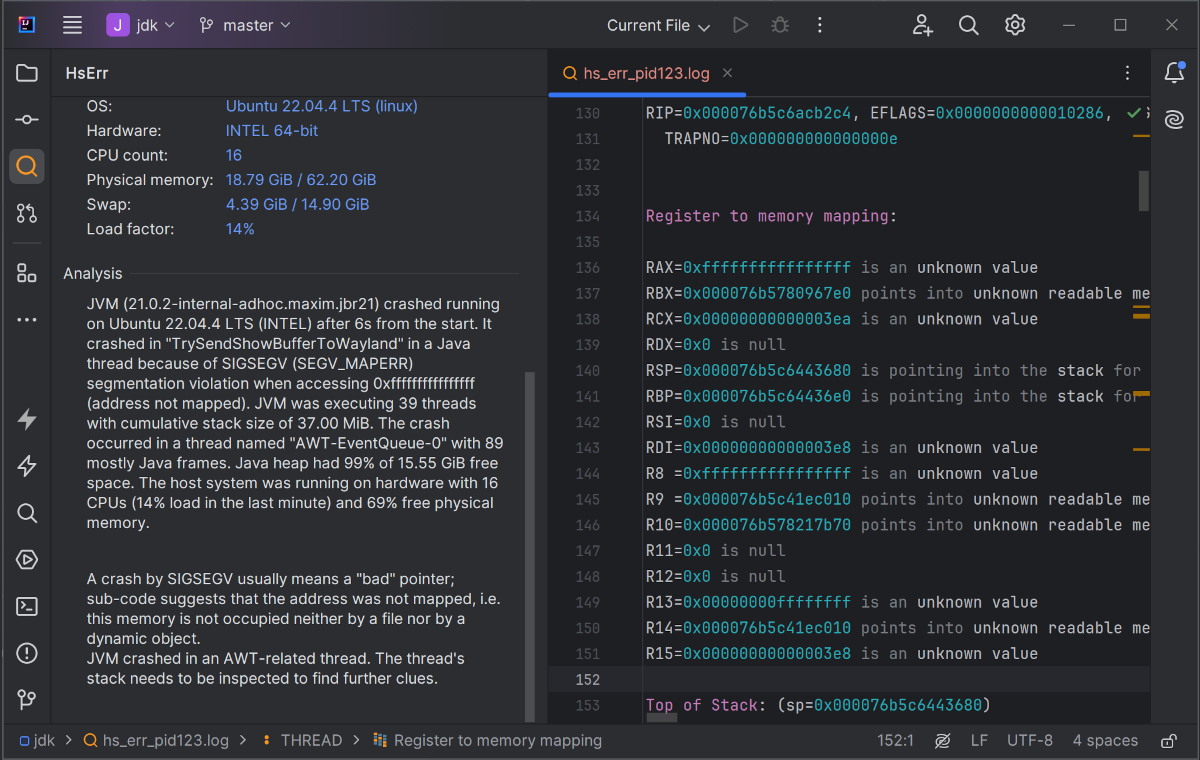 J jdk master Current File
HsErr
hs_err_pid123.log
OS: Ubuntu 22.04.4 LTS (linux)
Hardware: INTEL 64-bit
CPU count: 16
Physical memory: 18.79 GiB / 62.20 GiB
Swap: 4.39 GiB / 14.90 GiB
Load factor: 14%
Analysis
JVM (21.0.2-internal-adhoc.maxim.jbr21) crashed running
on Ubuntu 22.04.4 LTS (INTEL) after 6s from the start. It
crashed in "TrySendShowBufferToWayland" in a Java
thread because of SIGSEGV (SEGV_MAPERR)
segmentation violation when accessing 0xffffffffffffffff
(address not mapped). JVM was executing 39 threads
with cumulative stack size of 37.00 MiB. The crash
occurred in a thread named "AWT-EventQueue-0" with 89
mostly Java frames. Java heap had 99% of 15.55 GiB free
space. The host system was running on hardware with 16
CPUs (14% load in the last minute) and 69% free physical
memory.
A crash by SIGSEGV usually means a "bad" pointer;
sub-code suggests that the address was not mapped, i.e.
this memory is not occupied neither by a file nor by a
dynamic object.
JVM crashed in an AWT-related thread. The thread's
stack needs to be inspected to find further clues.
130 RIP=0x000076b5c6acb2c4, EFLAGS=0x0000000000010286,
131 TRAPNO=0x000000000000000e
132
133
134 Register to memory mapping:
135
136 RAX=0xffffffffffffffff is an unknown value
137 RBX=0x000076b5780967e0 points into unknown readable me
138 RCX=0x00000000000003ea is an unknown value
139 RDX=0x0 is null
140 RSP=0x000076b5c6443680 is pointing into the stack for
141 RBP=0x000076b5c64436e0 is pointing into the stack for
142 RSI=0x0 is null
143 RDI=0x00000000000003e8 is an unknown value
144 R8 =0xffffffffffffffff is an unknown value
145 R9 =0x000076b5c41ec010 points into unknown readable me
146 R10=0x000076b578217b70 points into unknown readable me
147 R11=0x0 is null
148 R12=0x0 is null
149 R13=0x00000000ffffffff is an unknown value
150 R14=0x000076b5c41ec010 points into unknown readable me
151 R15=0x00000000000003e8 is an unknown value
152
153 Top of Stack: (sp=0x000076b5c6443680)
jdk > hs_err_pid123.log > THREAD > Register to memory mapping 152:1 LF UTF-8 4 spaces